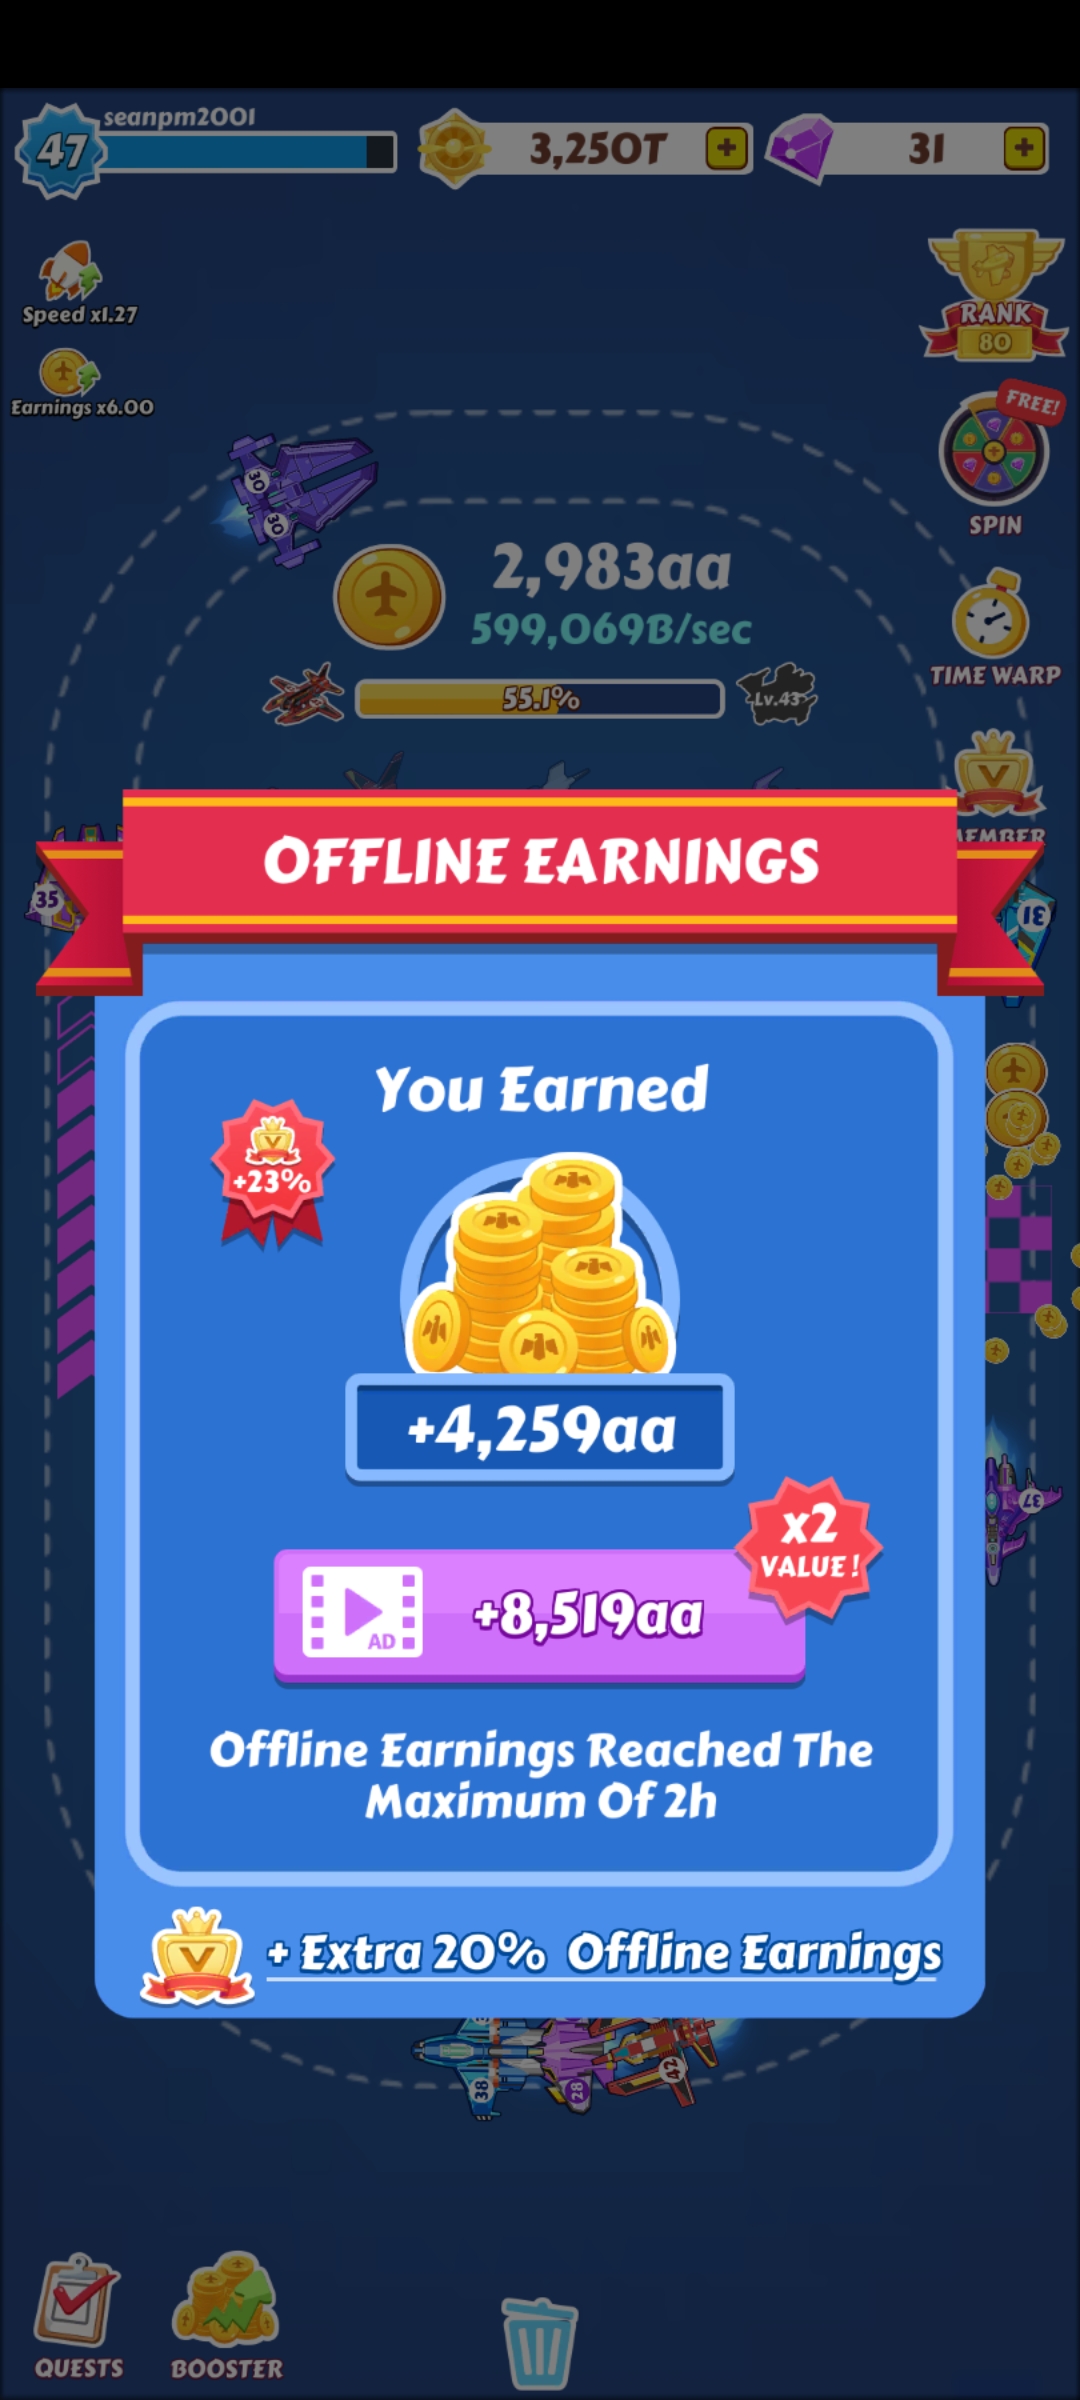 seanpm2001
47
3,250T
31
Speed x1.27
Earnings x6.00
RANK
80
FREE!
SPIN
30
30
2,983aa
599,069B/sec
55.1%
Lv.43
TIME WARP
MEMBER
OFFLINE EARNINGS
35
31
You Earned
V
+23%
+4,259aa
x2
VALUE!
AD
+8,519aa
37
Offline Earnings Reached The
Maximum Of 2h
V
+ Extra 20% Offline Earnings
38
28
42
QUESTS
BOOSTER